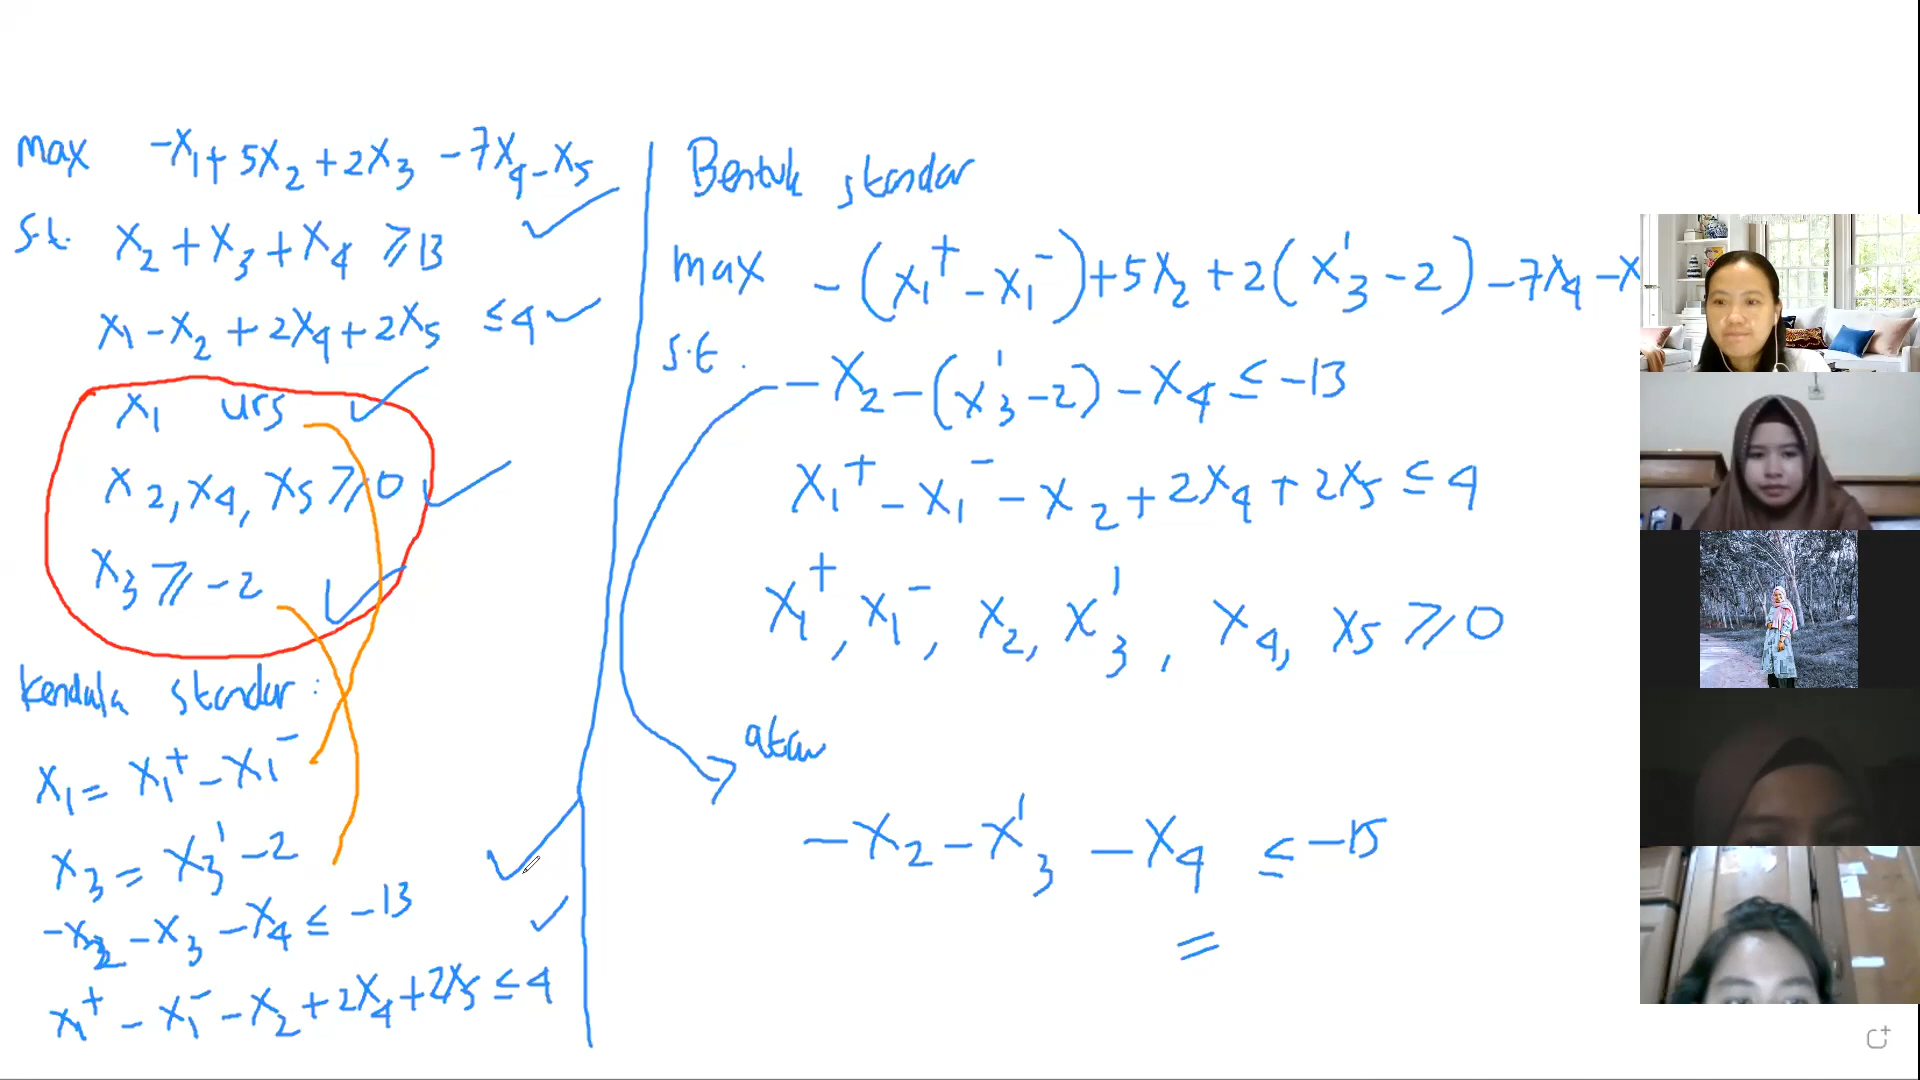 max -x₁ + 5x₂ + 2x₃ - 7x₄ - x₅
s.t. x₂ + x₃ + x₄ ≥ 13
x₁ - x₂ + 2x₄ + 2x₅ ≤ 4
x₁ urs
x₂, x₄, x₅ ≥ 0
x₃ ≥ -2
Kendala standar :
x₁ = x₁⁺ - x₁⁻
x₃ = x₃' - 2
-x₂ - x₃ - x₄ ≤ -13
x₁⁺ - x₁⁻ - x₂ + 2x₄ + 2x₅ ≤ 4
Bentuk standar
max - (x₁⁺ - x₁⁻) + 5x₂ + 2(x₃' - 2) - 7x₄ - x
s.t.
-x₂ - (x₃' - 2) - x₄ ≤ -13
x₁⁺ - x₁⁻ - x₂ + 2x₄ + 2x₅ ≤ 4
x₁⁺, x₁⁻, x₂, x₃', x₄, x₅ ≥ 0
atau
-x₂ - x₃' - x₄ ≤ -15
=